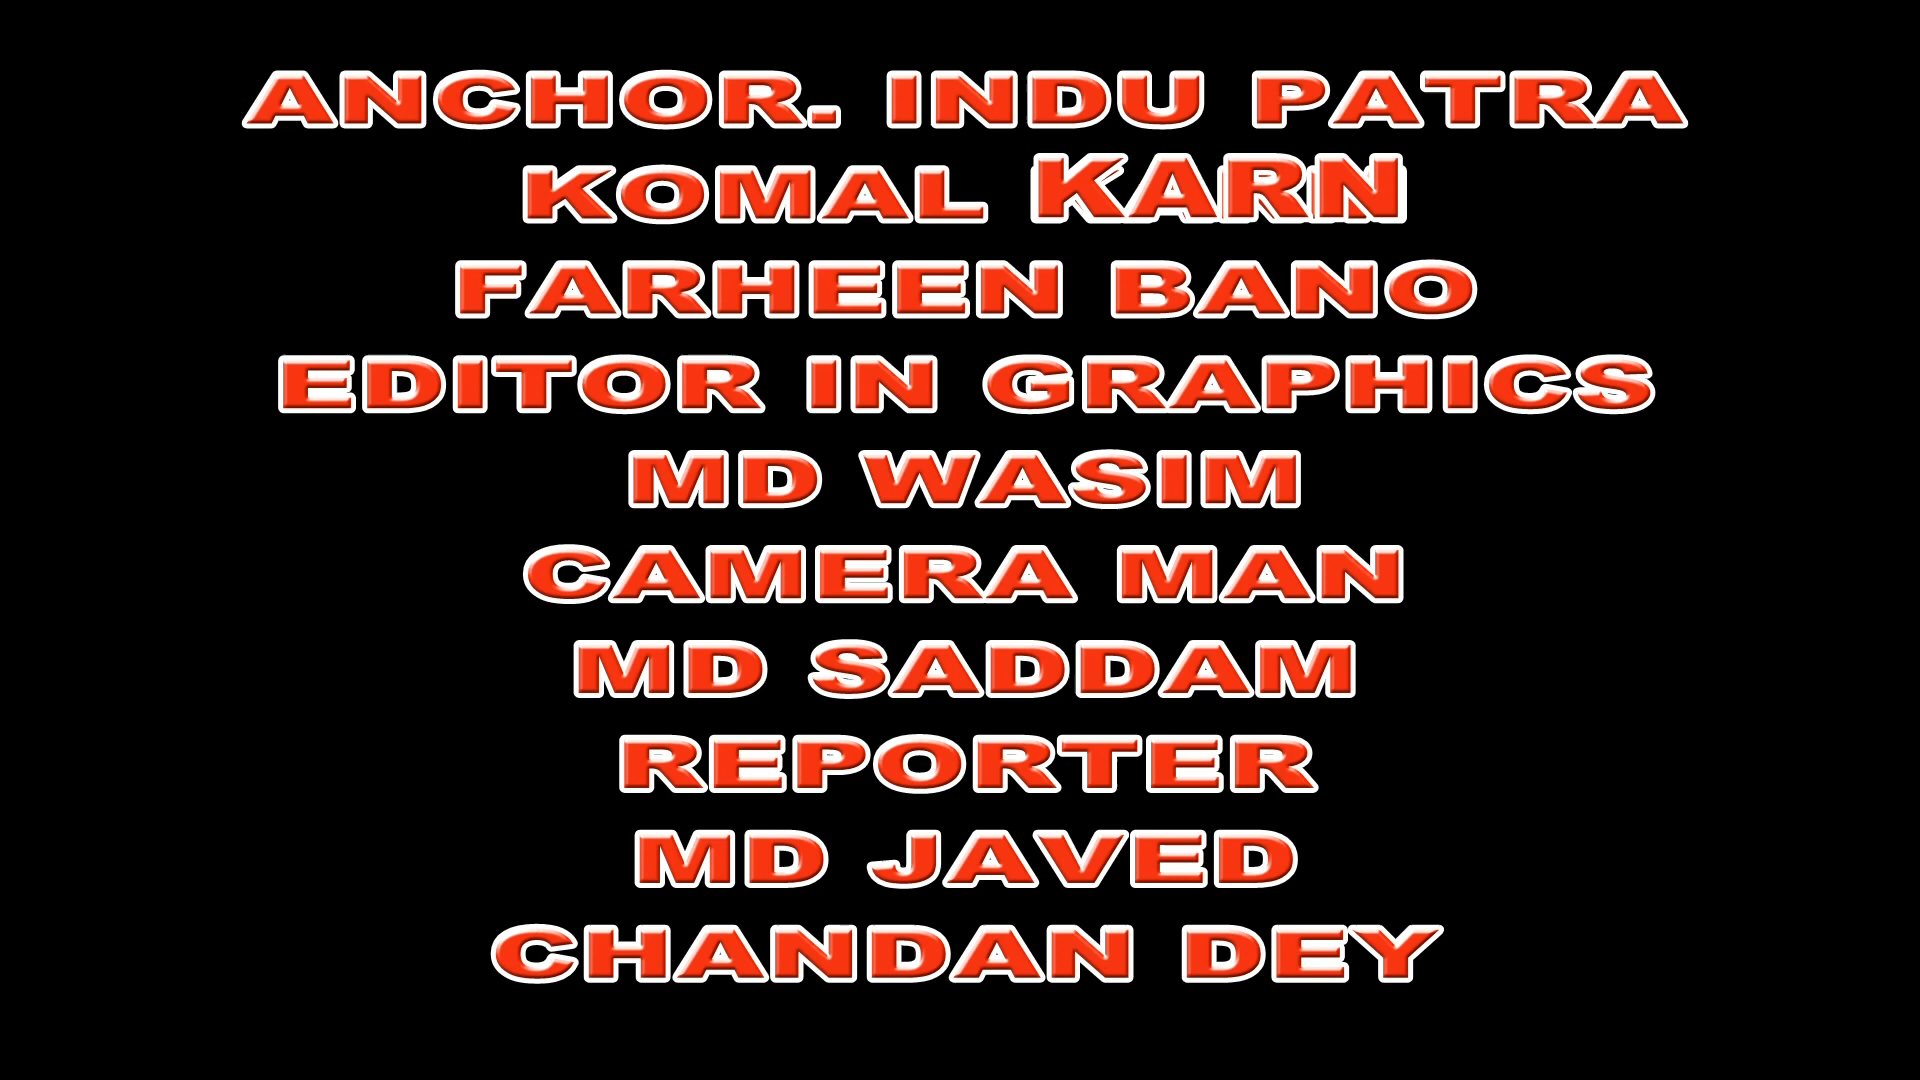 ANCHOR. INDU PATRA
KOMAL KARN
FARHEEN BANO
EDITOR IN GRAPHICS
MD WASIM
CAMERA MAN
MD SADDAM
REPORTER
MD JAVED
CHANDAN DEY